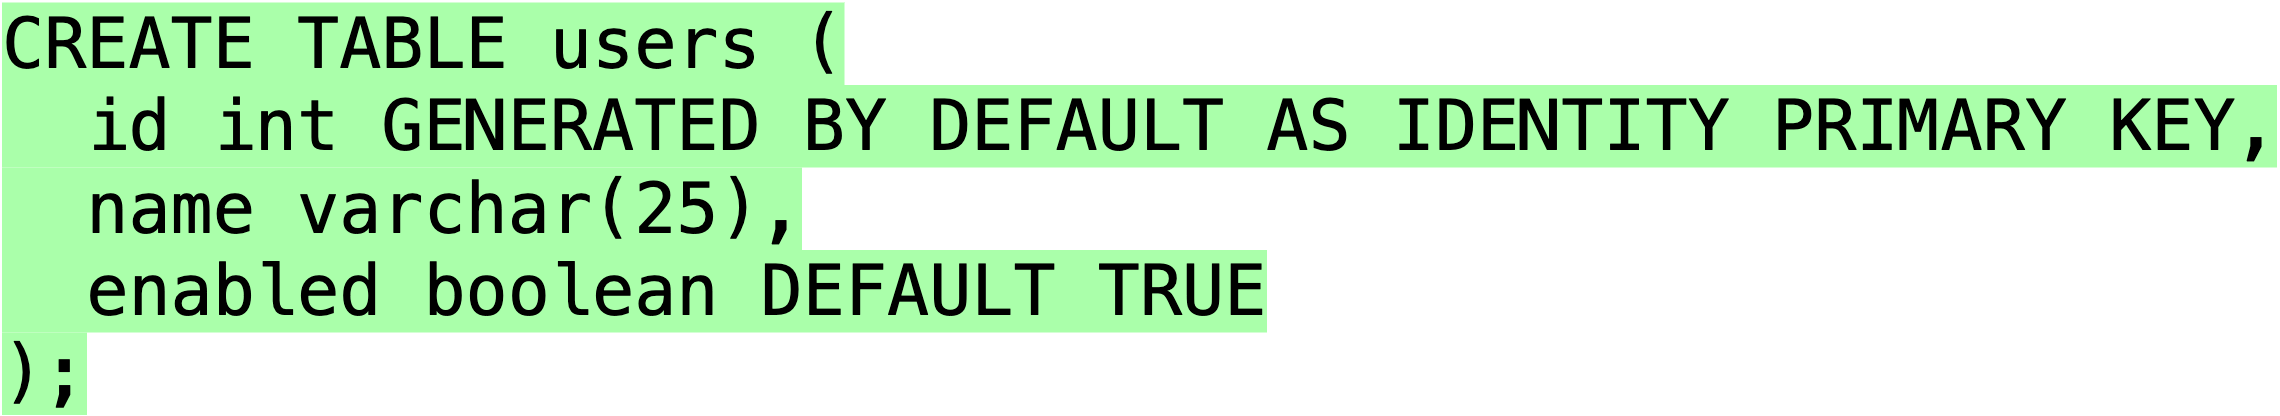 CREATE TABLE users (
  id int GENERATED BY DEFAULT AS IDENTITY PRIMARY KEY,
  name varchar(25),
  enabled boolean DEFAULT TRUE
);